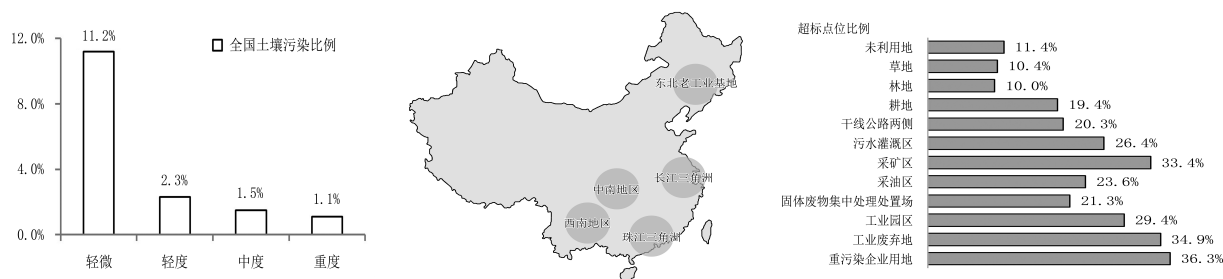 全国土壤污染比例
12.0%
8.0%
4.0%
0.0%
11.2%
2.3%
1.5%
1.1%
轻微
轻度
中度
重度
东北老工业基地
长江三角洲
中南地区
西南地区
珠江三角洲
超标点位比例
未利用地 11.4%
草地 10.4%
林地 10.0%
耕地 19.4%
干线公路两侧 20.3%
污水灌溉区 26.4%
采矿区 33.4%
采油区 23.6%
固体废物集中处理处置场 21.3%
工业园区 29.4%
工业废弃地 34.9%
重污染企业用地 36.3%